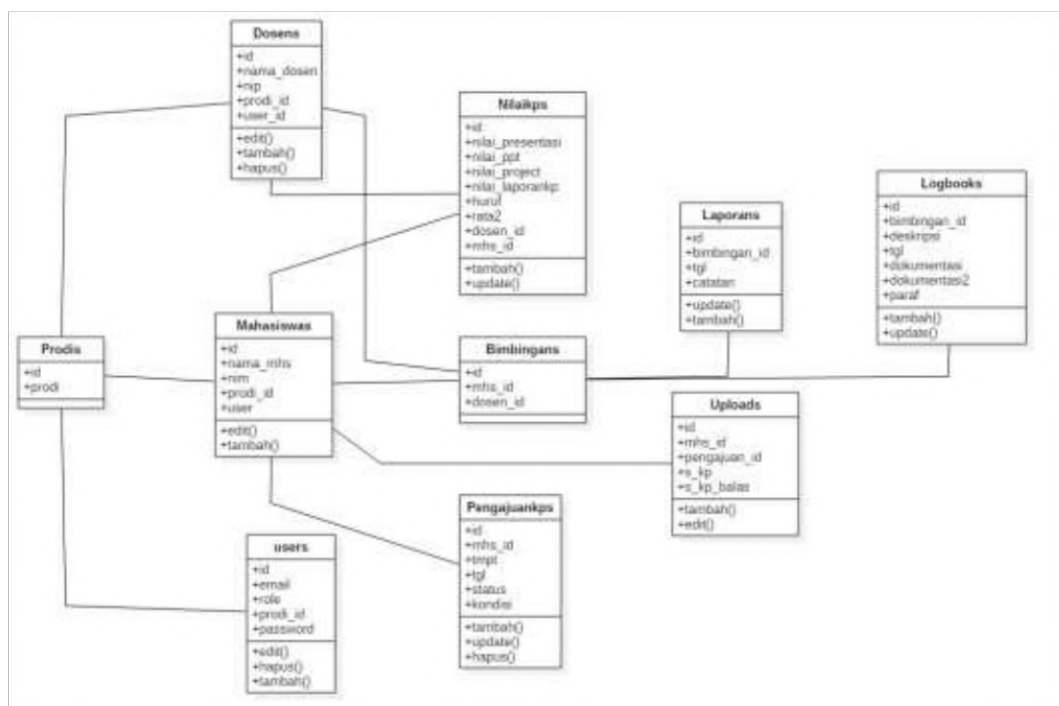 Dosens
+id
+nama_dosen
+nip
+prodi_id
+user_id
+edit()
+tambah()
+hapus()
Nilaikps
+id
+nilai_presentasi
+nilai_ppt
+nilai_project
+nilai_laporankp
+huruf
+rata2
+dosen_id
+mhs_id
+tambah()
+update()
Laporans
+id
+bimbingan_id
+tgl
+catatan
+update()
+tambah()
Logbooks
+id
+bimbingan_id
+deskripsi
+tgl
+dokumentasi
+dokumentasi2
+paraf
+tambah()
+update()
Prodis
+id
+prodi
Mahasiswas
+id
+nama_mhs
+nim
+prodi_id
+user
+edit()
+tambah()
Bimbingans
+id
+mhs_id
+dosen_id
Uploads
+id
+mhs_id
+pengajuan_id
+s_kp
+s_kp_balas
+tambah()
+edit()
users
+id
+email
+role
+prodi_id
+password
+edit()
+hapus()
+tambah()
Pengajuankps
+id
+mhs_id
+tmpt
+tgl
+status
+kondisi
+tambah()
+update()
+hapus()